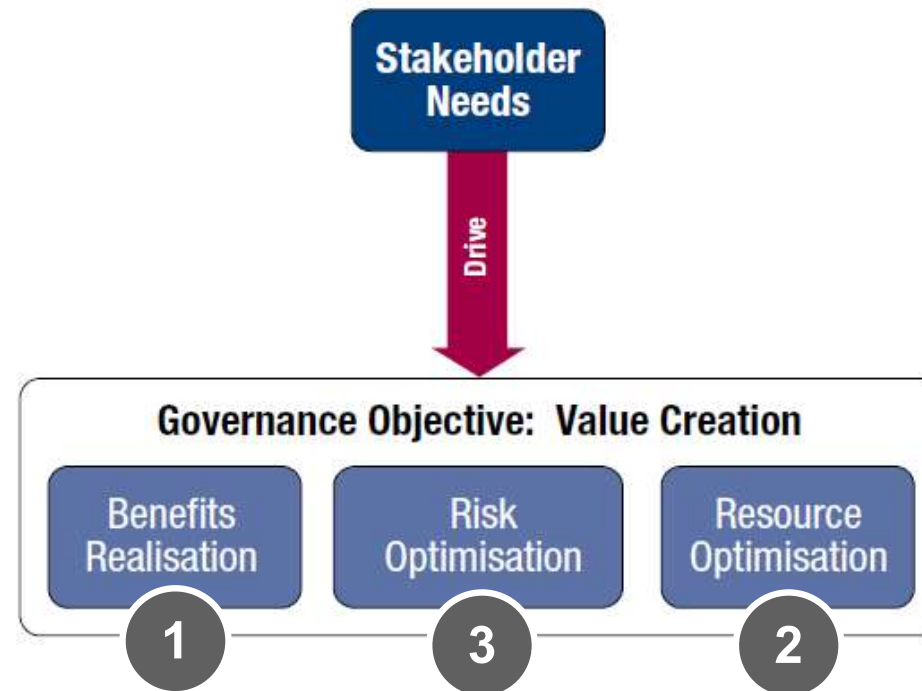 Stakeholder
Needs
Drive
Governance Objective: Value Creation
Benefits
Realisation
Risk
Optimisation
Resource
Optimisation
1
3
2